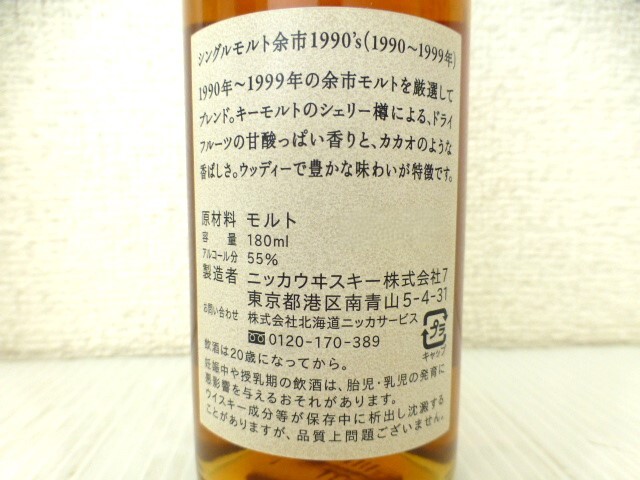 シングルモルト余市1990's(1990～1999年)
1990年～1999年の余市モルトを厳選して
ブレンド。キーモルトのシェリー樽による、ドライ
フルーツの甘酸っぱい香りと、カカオのような
香ばしさ。ウッディーで豊かな味わいが特徴です。
原材料 モルト
容量 180ml
アルコール分 55%
製造者 ニッカウヰスキー株式会社7
東京都港区南青山5-4-31
お問い合わせ 株式会社北海道ニッカサービス
0120-170-389
プラ
キャップ
飲酒は20歳になってから。
妊娠中や授乳期の飲酒は、胎児・乳児の発育に
悪影響を与えるおそれがあります。
ウイスキー成分等が保存中に析出し沈澱する
ことがありますが、品質上問題ございません。